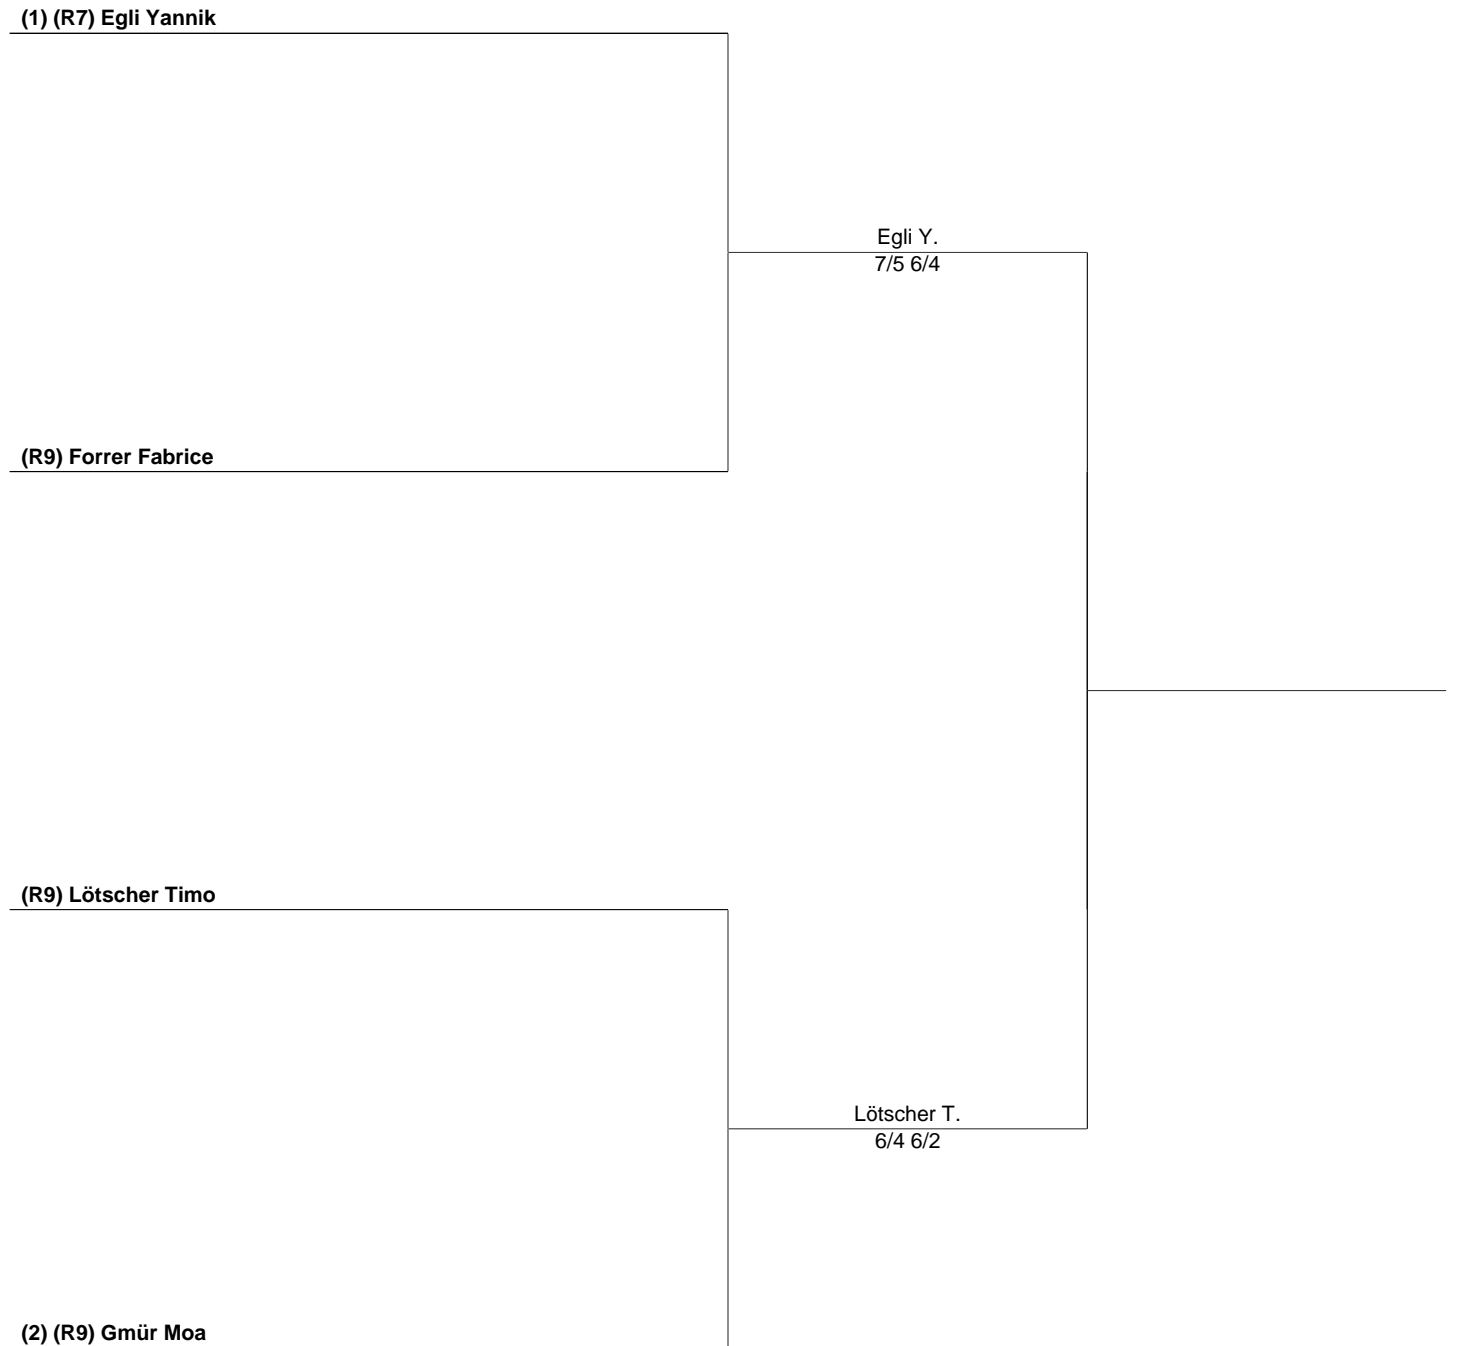 (1) (R7) Egli Yannik
Egli Y.
7/5 6/4
(R9) Forrer Fabrice
(R9) Lötscher Timo
Lötscher T.
6/4 6/2
(2) (R9) Gmür Moa